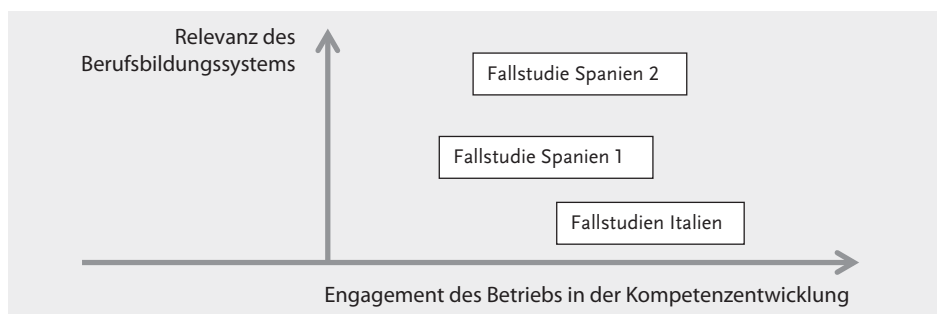 Relevanz des
Berufsbildungssystems
Fallstudie Spanien 2
Fallstudie Spanien 1
Fallstudien Italien
Engagement des Betriebs in der Kompetenzentwicklung